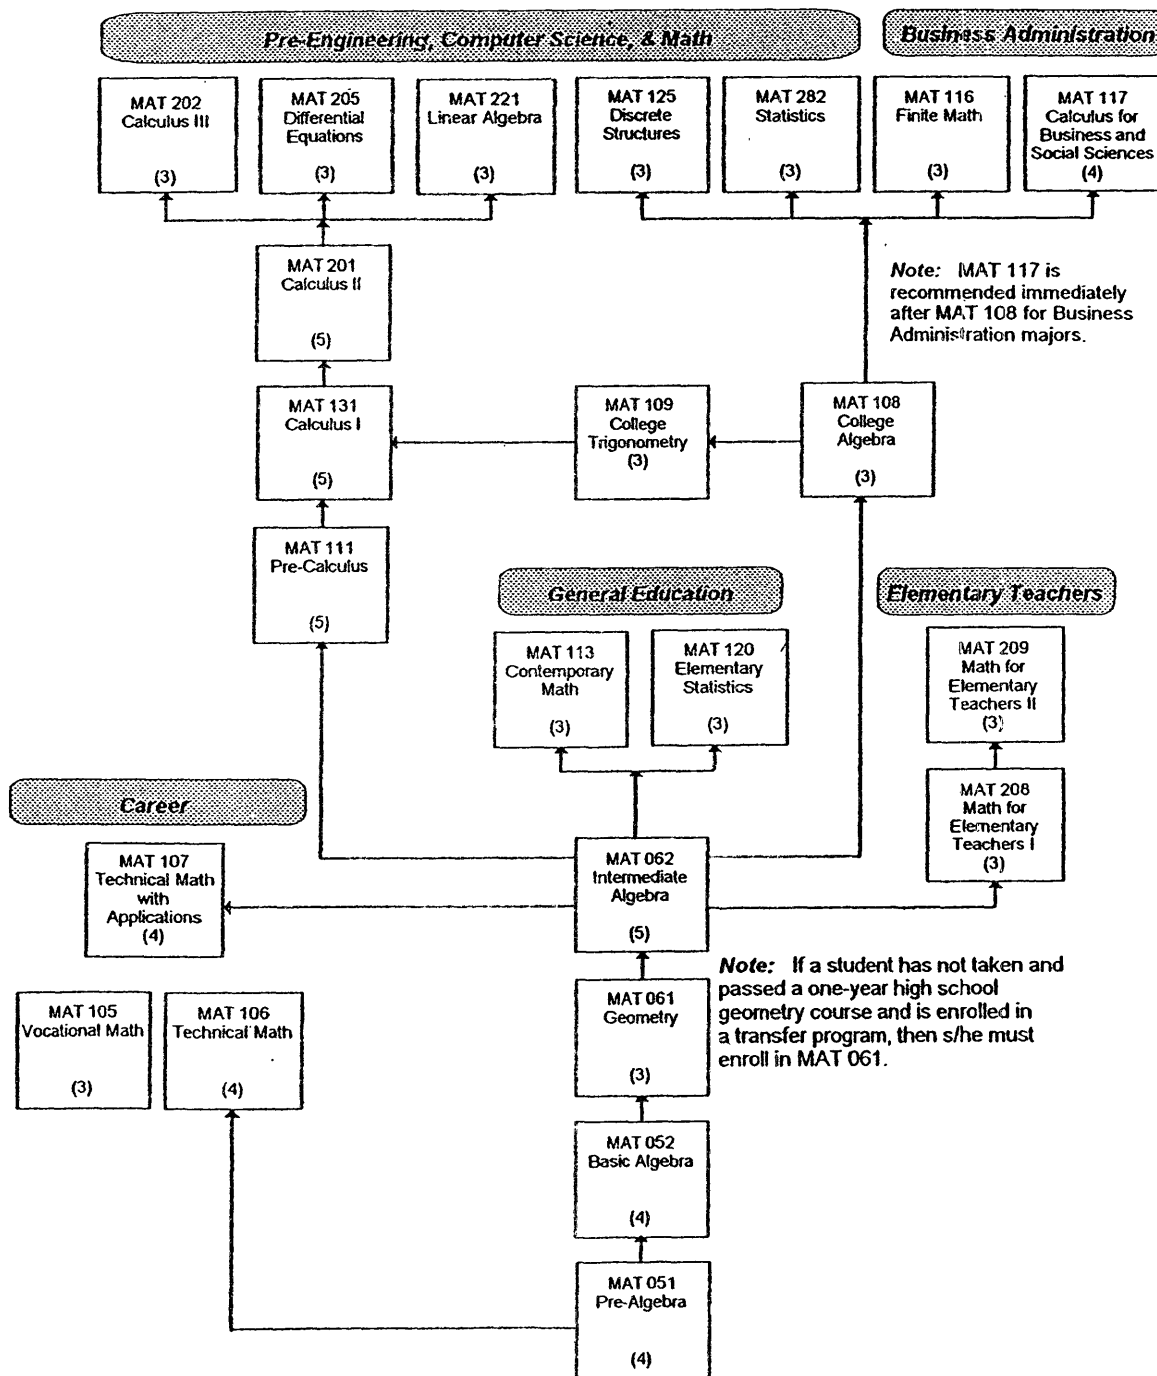 Pre-Engineering, Computer Science, & Math
Business Administration
MAT 202
Calculus III
(3)
MAT 205
Differential
Equations
(3)
MAT 221
Linear Algebra
(3)
MAT 125
Discrete
Structures
(3)
MAT 282
Statistics
(3)
MAT 116
Finite Math
(3)
MAT 117
Calculus for
Business and
Social Sciences
(4)
MAT 201
Calculus II
(5)
Note: MAT 117 is
recommended immediately
after MAT 108 for Business
Administration majors.
MAT 131
Calculus I
(5)
MAT 109
College
Trigonometry
(3)
MAT 108
College
Algebra
(3)
MAT 111
Pre-Calculus
(5)
General Education
Elementary Teachers
MAT 113
Contemporary
Math
(3)
MAT 120
Elementary
Statistics
(3)
MAT 209
Math for
Elementary
Teachers II
(3)
MAT 208
Math for
Elementary
Teachers I
(3)
Career
MAT 107
Technical Math
with
Applications
(4)
MAT 062
Intermediate
Algebra
(5)
MAT 105
Vocational Math
(3)
MAT 106
Technical Math
(4)
MAT 061
Geometry
(3)
Note: If a student has not taken and
passed a one-year high school
geometry course and is enrolled in
a transfer program, then s/he must
enroll in MAT 061.
MAT 052
Basic Algebra
(4)
MAT 051
Pre-Algebra
(4)